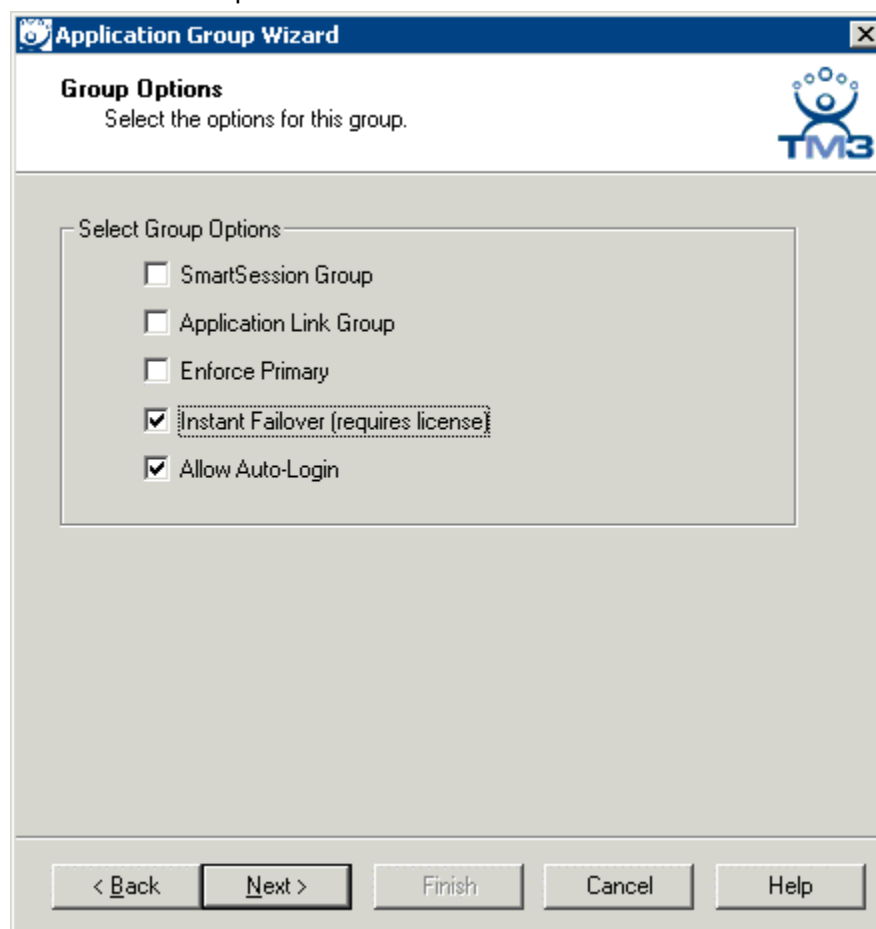 Application Group Wizard
Group Options
Select the options for this group.
TM3
Select Group Options
SmartSession Group
Application Link Group
Enforce Primary
Instant Failover (requires license)
Allow Auto-Login
< Back Next > Finish Cancel Help